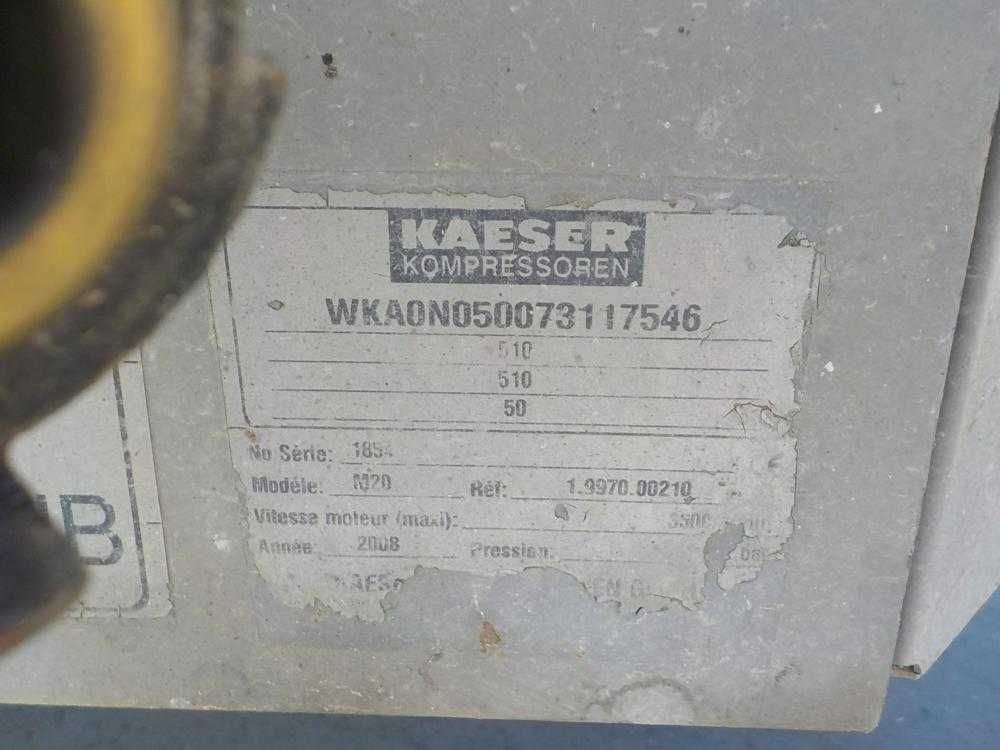 KAESER
KOMPRESSOREN
WKA0N050073117546
510
510
50
No Série: 1854
Modéle: M20 Réf: 1.9970.00210
Vitesse moteur (maxi):
Année: 2008 Pression: